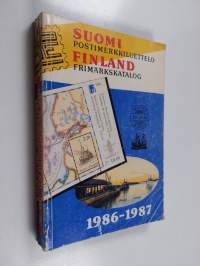 SUOMI
POSTIMERKKILUETTELO
FINLAND
FRIMÄRKSKATALOG
1986-1987